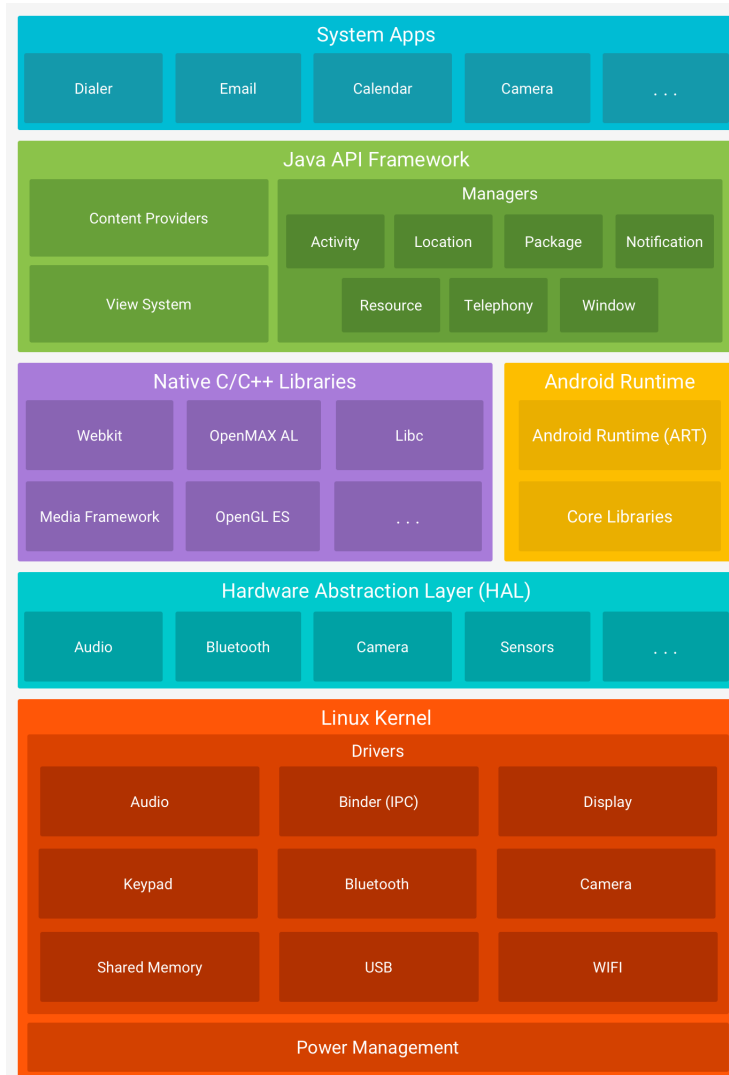 System Apps
Dialer
Email
Calendar
Camera
. . .
Java API Framework
Content Providers
View System
Managers
Activity
Location
Package
Notification
Resource
Telephony
Window
Native C/C++ Libraries
Webkit
OpenMAX AL
Libc
Media Framework
OpenGL ES
. . .
Android Runtime
Android Runtime (ART)
Core Libraries
Hardware Abstraction Layer (HAL)
Audio
Bluetooth
Camera
Sensors
. . .
Linux Kernel
Drivers
Audio
Binder (IPC)
Display
Keypad
Bluetooth
Camera
Shared Memory
USB
WIFI
Power Management